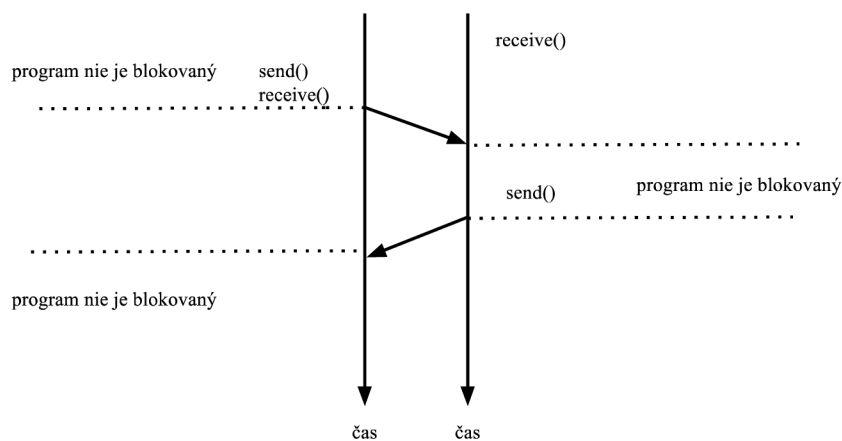 receive()
program nie je blokovaný
send()
receive()
program nie je blokovaný
send()
program nie je blokovaný
čas
čas